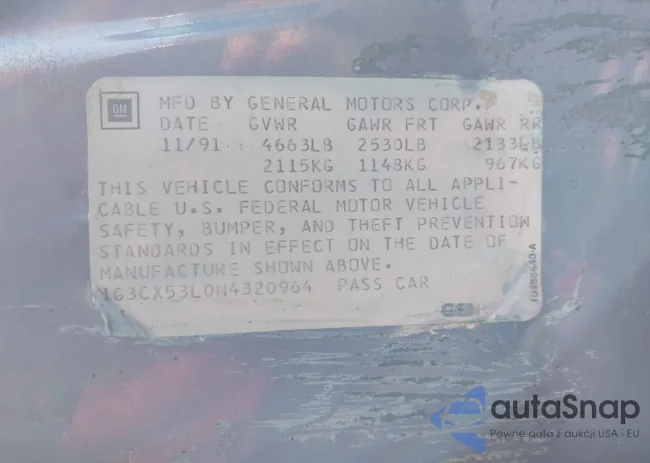 GM
MFD BY GENERAL MOTORS CORP.
DATE GVWR GAWR FRT GAWR RR
11/91 4663LB 2530LB 2133LB
2115KG 1148KG 967KG
THIS VEHICLE CONFORMS TO ALL APPLI-
CABLE U.S. FEDERAL MOTOR VEHICLE
SAFETY, BUMPER, AND THEFT PREVENTION
STANDARDS IN EFFECT ON THE DATE OF
MANUFACTURE SHOWN ABOVE.
1G3CX53L0N4320964 PASS CAR
autaSnap
Pewne auta z aukcji USA i EU